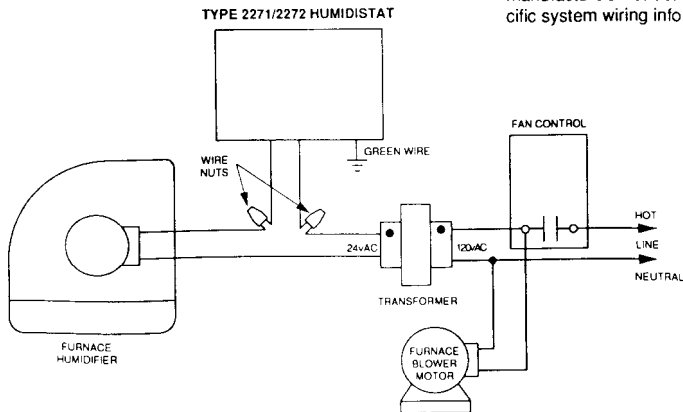 cific system wiring info
TYPE 2271/2272 HUMIDISTAT
FAN CONTROL
GREEN WIRE
WIRE
NUTS
HOT
24vAC
120vAC
LINE
NEUTRAL
TRANSFORMER
FURNACE
HUMIDIFIER
FURNACE
BLOWER
MOTOR